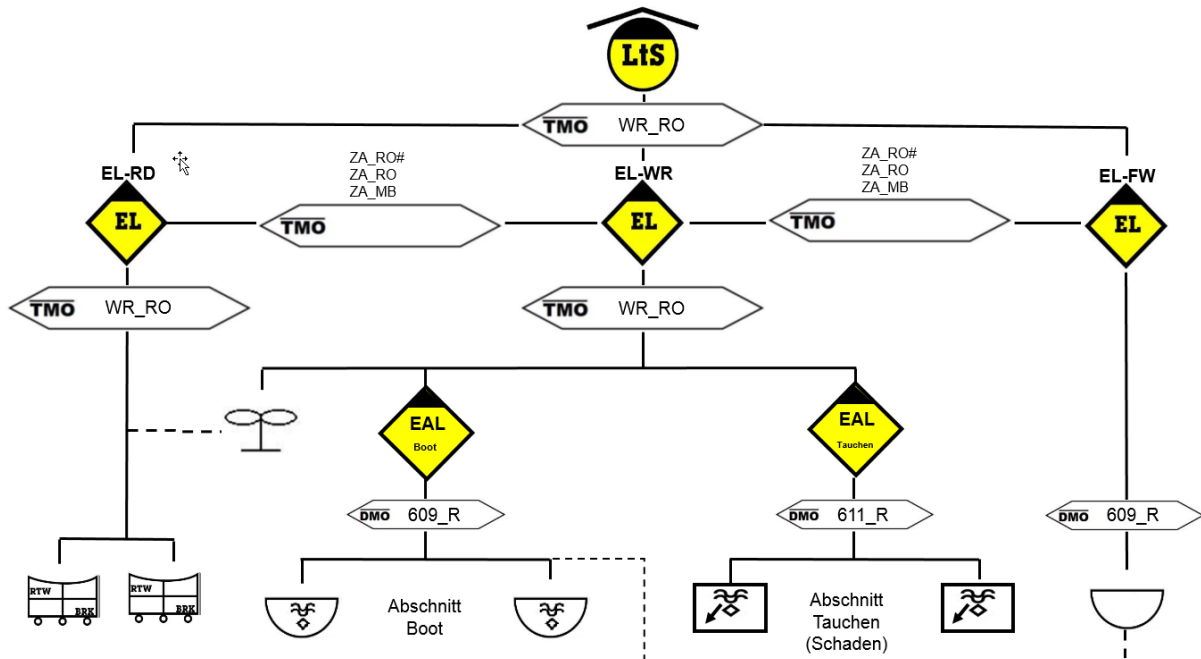 LtS
TMO WR_RO
EL-RD
ZA_RO#
ZA_RO
ZA_MB
EL-WR
ZA_RO#
ZA_RO
ZA_MB
EL-FW
EL
TMO
EL
TMO
EL
TMO WR_RO
TMO WR_RO
EAL
Boot
EAL
Tauchen
DMO 609_R
DMO 611_R
DMO 609_R
RTW
BRK
RTW
BRK
Abschnitt
Boot
Abschnitt
Tauchen
(Schaden)